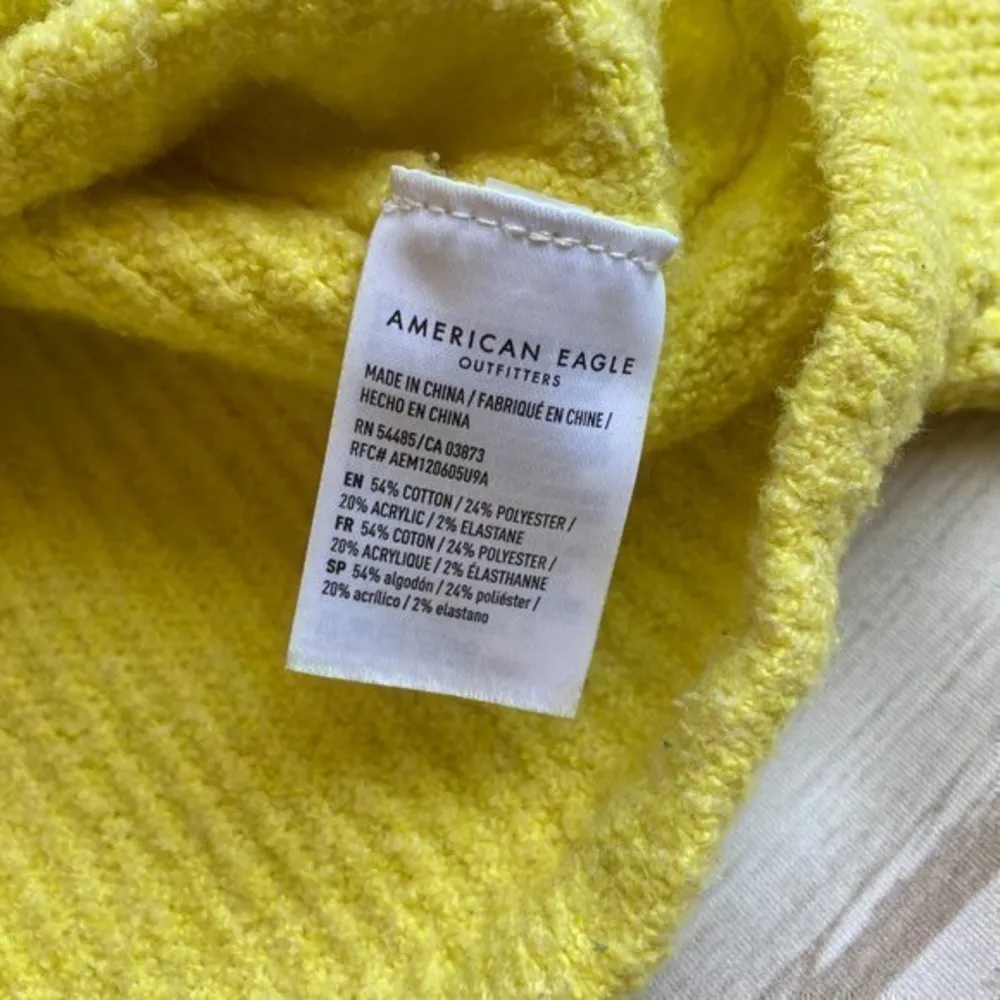 AMERICAN EAGLE
OUTFITTERS
MADE IN CHINA / FABRIQUÉ EN CHINE /
HECHO EN CHINA
RN 54485/CA 03873
RFC# AEM120605U9A
EN 54% COTTON / 24% POLYESTER /
20% ACRYLIC / 2% ELASTANE
FR 54% COTON / 24% POLYESTER /
20% ACRYLIQUE / 2% ÉLASTHANNE
SP 54% algodón / 24% poliéster /
20% acrílico / 2% elastano